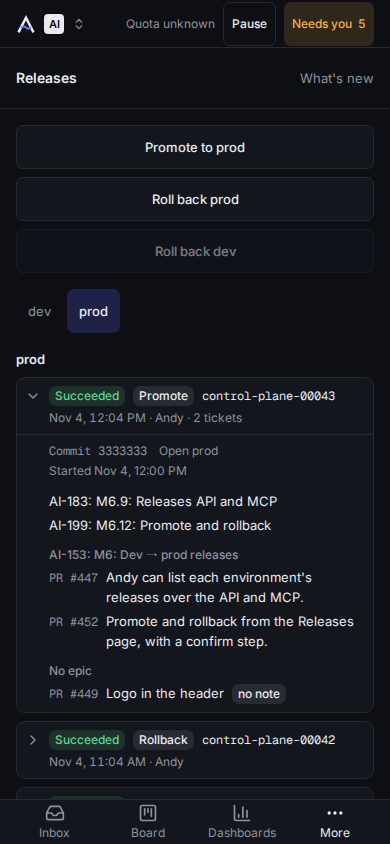 AI
Quota unknown
Pause
Needs you 5
Releases
What's new
Promote to prod
Roll back prod
Roll back dev
dev
prod
prod
Succeeded Promote control-plane-00043
Nov 4, 12:04 PM · Andy · 2 tickets
Commit 3333333 Open prod
Started Nov 4, 12:00 PM
AI-183: M6.9: Releases API and MCP
AI-199: M6.12: Promote and rollback
AI-153: M6: Dev → prod releases
PR #447 Andy can list each environment's
releases over the API and MCP.
PR #452 Promote and rollback from the Releases
page, with a confirm step.
No epic
PR #449 Logo in the header no note
Succeeded Rollback control-plane-00042
Nov 4, 11:04 AM · Andy
Inbox
Board
Dashboards
More